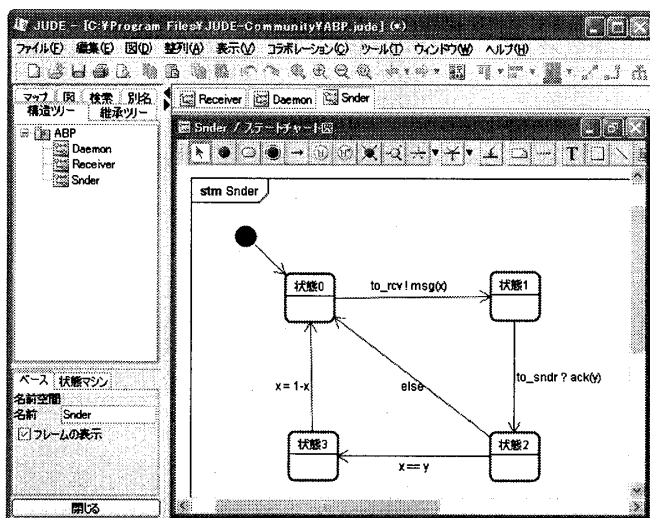 JUDE - [C:¥Program Files¥JUDE-Community¥ABP.jude] (*)
ファイル(F) 編集(E) 図(D) 整列(A) 表示(V) コラボレーション(C) ツール(T) ウィンドウ(W) ヘルプ(H)
マップ 図 検索 別名
構造ツリー 継承ツリー
ABP
Daemon
Receiver
Snder
Receiver Daemon Snder
Snder / ステートチャート図
H H*
T
stm Snder
状態0
to_rcv ! msg(x)
状態1
to_sndr ? ack(y)
x = 1-x
else
状態3
状態2
x == y
ベース 状態マシン
名前空間
名前 Snder
フレームの表示
閉じる